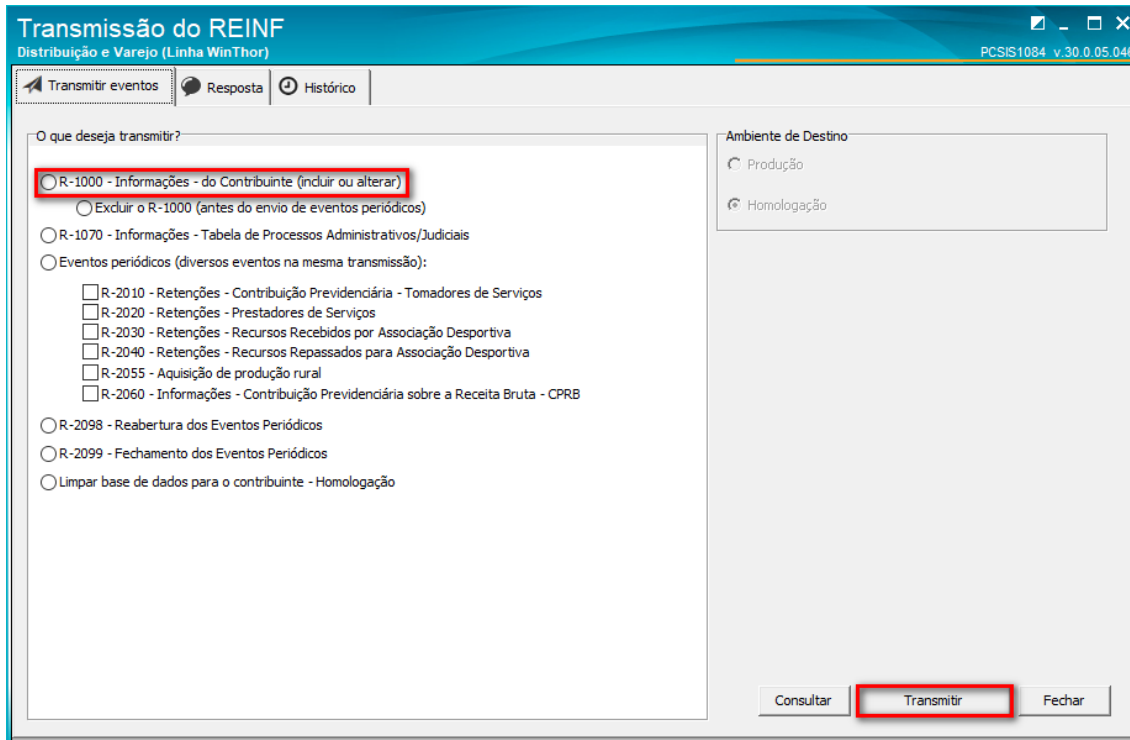 Transmissão do REINF
Distribuição e Varejo (Linha WinThor)
PCSIS1084 v.30.0.05.046
Transmitir eventos
Resposta
Histórico
O que deseja transmitir?
R-1000 - Informações - do Contribuinte (incluir ou alterar)
Excluir o R-1000 (antes do envio de eventos periódicos)
R-1070 - Informações - Tabela de Processos Administrativos/Judiciais
Eventos periódicos (diversos eventos na mesma transmissão):
R-2010 - Retenções - Contribuição Previdenciária - Tomadores de Serviços
R-2020 - Retenções - Prestadores de Serviços
R-2030 - Retenções - Recursos Recebidos por Associação Desportiva
R-2040 - Retenções - Recursos Repassados para Associação Desportiva
R-2055 - Aquisição de produção rural
R-2060 - Informações - Contribuição Previdenciária sobre a Receita Bruta - CPRB
R-2098 - Reabertura dos Eventos Periódicos
R-2099 - Fechamento dos Eventos Periódicos
Limpar base de dados para o contribuinte - Homologação
Ambiente de Destino
Produção
Homologação
Consultar
Transmitir
Fechar